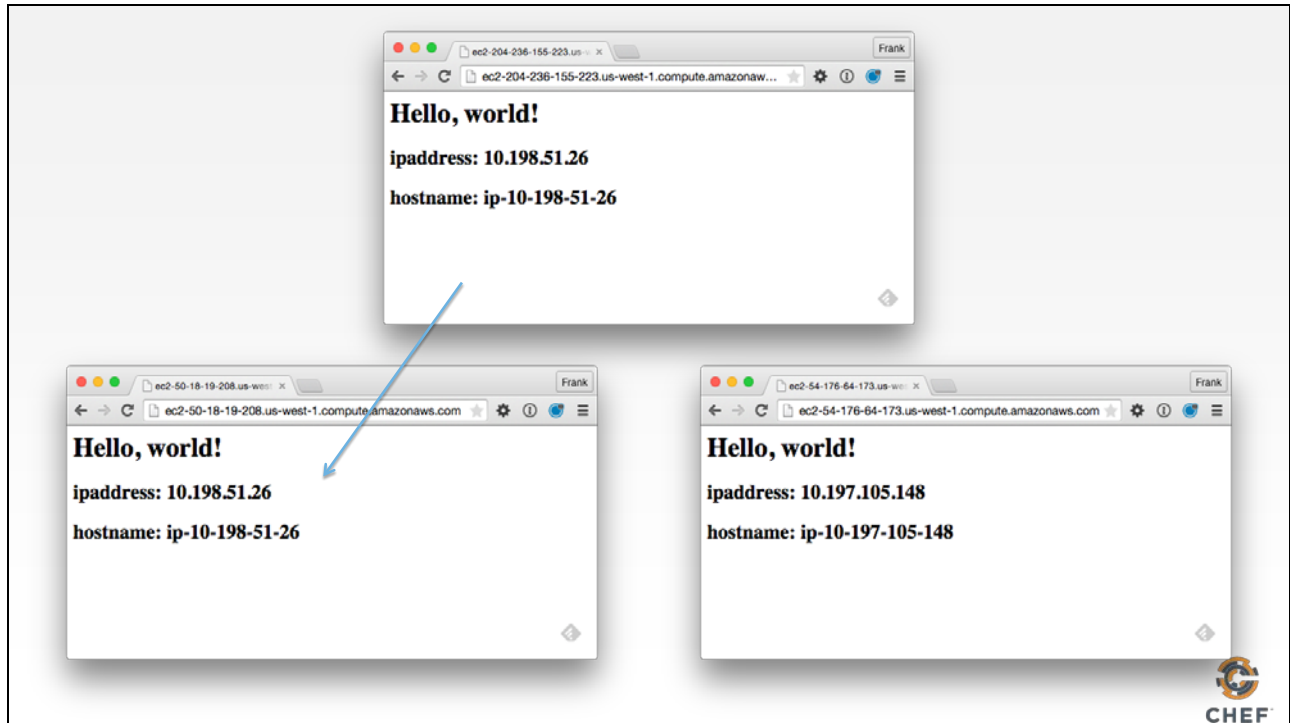 ec2-204-236-155-223.us-w
Frank
ec2-204-236-155-223.us-west-1.compute.amazonaw...
Hello, world!
ipaddress: 10.198.51.26
hostname: ip-10-198-51-26
ec2-50-18-19-208.us-west
Frank
ec2-50-18-19-208.us-west-1.compute.amazonaws.com
Hello, world!
ipaddress: 10.198.51.26
hostname: ip-10-198-51-26
ec2-54-176-64-173.us-wes
Frank
ec2-54-176-64-173.us-west-1.compute.amazonaws.com
Hello, world!
ipaddress: 10.197.105.148
hostname: ip-10-197-105-148
CHEF